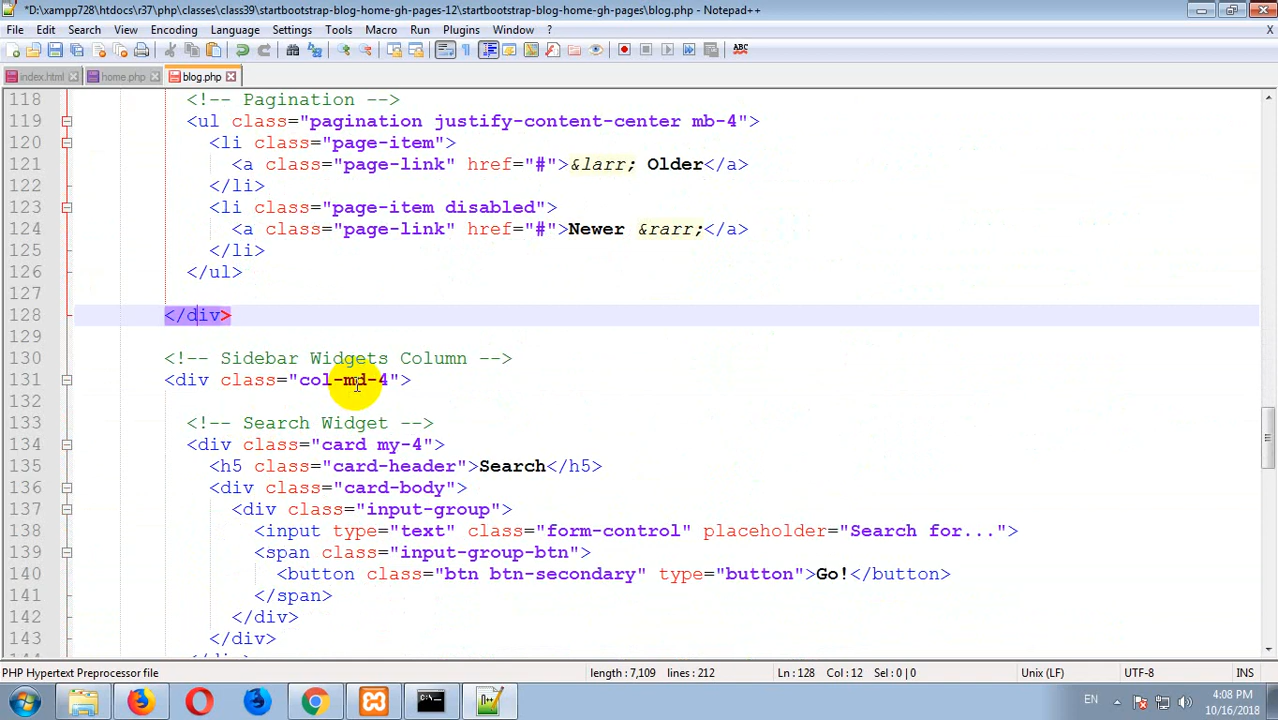 *D:\xampp728\htdocs\r37\php\classes\class39\startbootstrap-blog-home-gh-pages-12\startbootstrap-blog-home-gh-pages\blog.php - Notepad++
File Edit Search View Encoding Language Settings Tools Macro Run Plugins Window ? X
index.html home.php blog.php
118 <!-- Pagination -->
119 <ul class="pagination justify-content-center mb-4">
120 <li class="page-item">
121 <a class="page-link" href="#">&larr; Older</a>
122 </li>
123 <li class="page-item disabled">
124 <a class="page-link" href="#">Newer &rarr;</a>
125 </li>
126 </ul>
127
128 </div>
129
130 <!-- Sidebar Widgets Column -->
131 <div class="col-md-4">
132
133 <!-- Search Widget -->
134 <div class="card my-4">
135 <h5 class="card-header">Search</h5>
136 <div class="card-body">
137 <div class="input-group">
138 <input type="text" class="form-control" placeholder="Search for...">
139 <span class="input-group-btn">
140 <button class="btn btn-secondary" type="button">Go!</button>
141 </span>
142 </div>
143 </div>
PHP Hypertext Preprocessor file length : 7,109 lines : 212 Ln : 128 Col : 12 Sel : 0 | 0 Unix (LF) UTF-8 INS
EN 4:08 PM
10/16/2018